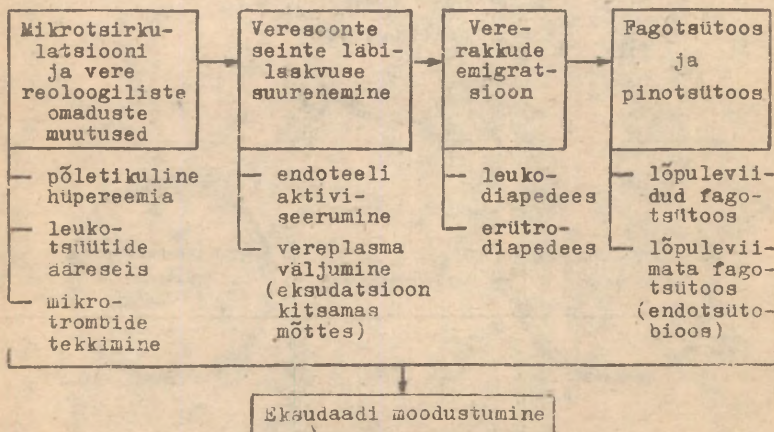 Mikrotsirku-
latsiooni
ja vere
reoloogiliste
omaduste
muutused
põletikuline
hüpereemia
leuko-
tsüütide
ääreseis
mikro-
trombide
tekkimine
Veresoonte
seinte läbi-
laskvuse
suurenemine
endoteeli
aktivi-
seerumine
vereplasma
väljumine
(eksudatsioon
kitsamas
mõttes)
Vere-
rakkude
emigrat-
sioon
leuko-
diapedees
erütro-
diapedees
Fagotsütoos
ja
pinotsütoos
lõpulevii-
dud fago-
tsütoos
lõpulevii-
mata fago-
tsütoos
(endotsüto-
bioos)
Eksudaadi moodustumine